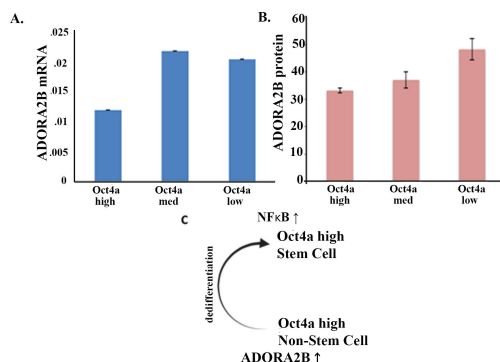 A.
ADORA2B mRNA
.025
.02
.015
.01
.005
0
Oct4a
high
Oct4a
med
Oct4a
low
B.
ADORA2B protein
60
50
40
30
20
10
0
Oct4a
high
Oct4a
med
Oct4a
low
C
NFκB ↑
Oct4a high
Stem Cell
dedifferentiation
Oct4a high
Non-Stem Cell
ADORA2B ↑